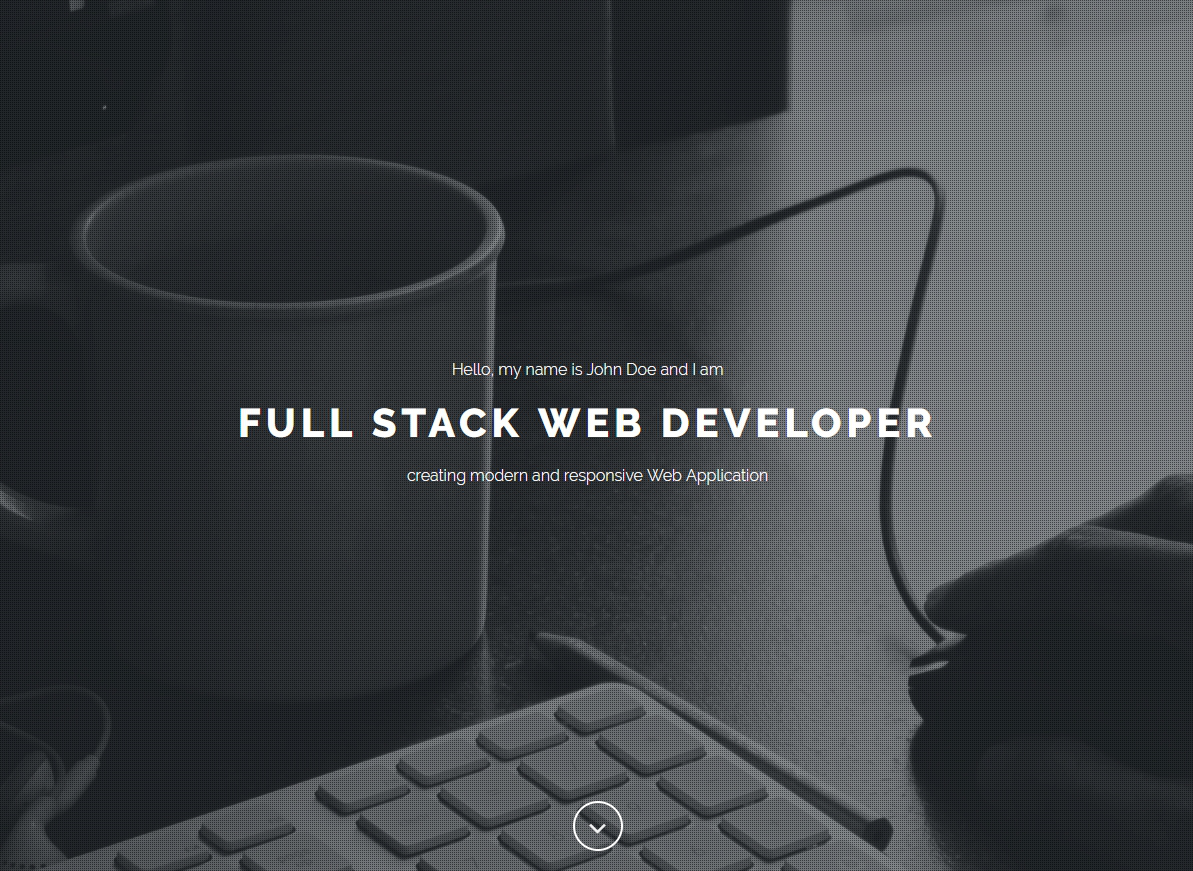 Hello, my name is John Doe and I am
FULL STACK WEB DEVELOPER
creating modern and responsive Web Application